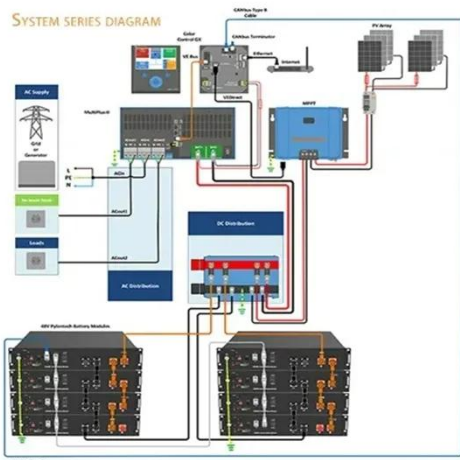 SYSTEM SERIES DIAGRAM
CANbus Type B
Cable
Color
Control GX
CANbus Terminator
PV Array
VE.Bus
Ethernet
Internet
AC Supply
VE.Direct
MPPT
Grid
or
Generator
L
PE
N
ACin
ACout1
Loads
ACout2
DC Distribution
AC Distribution
48V Pylontech Battery Modules